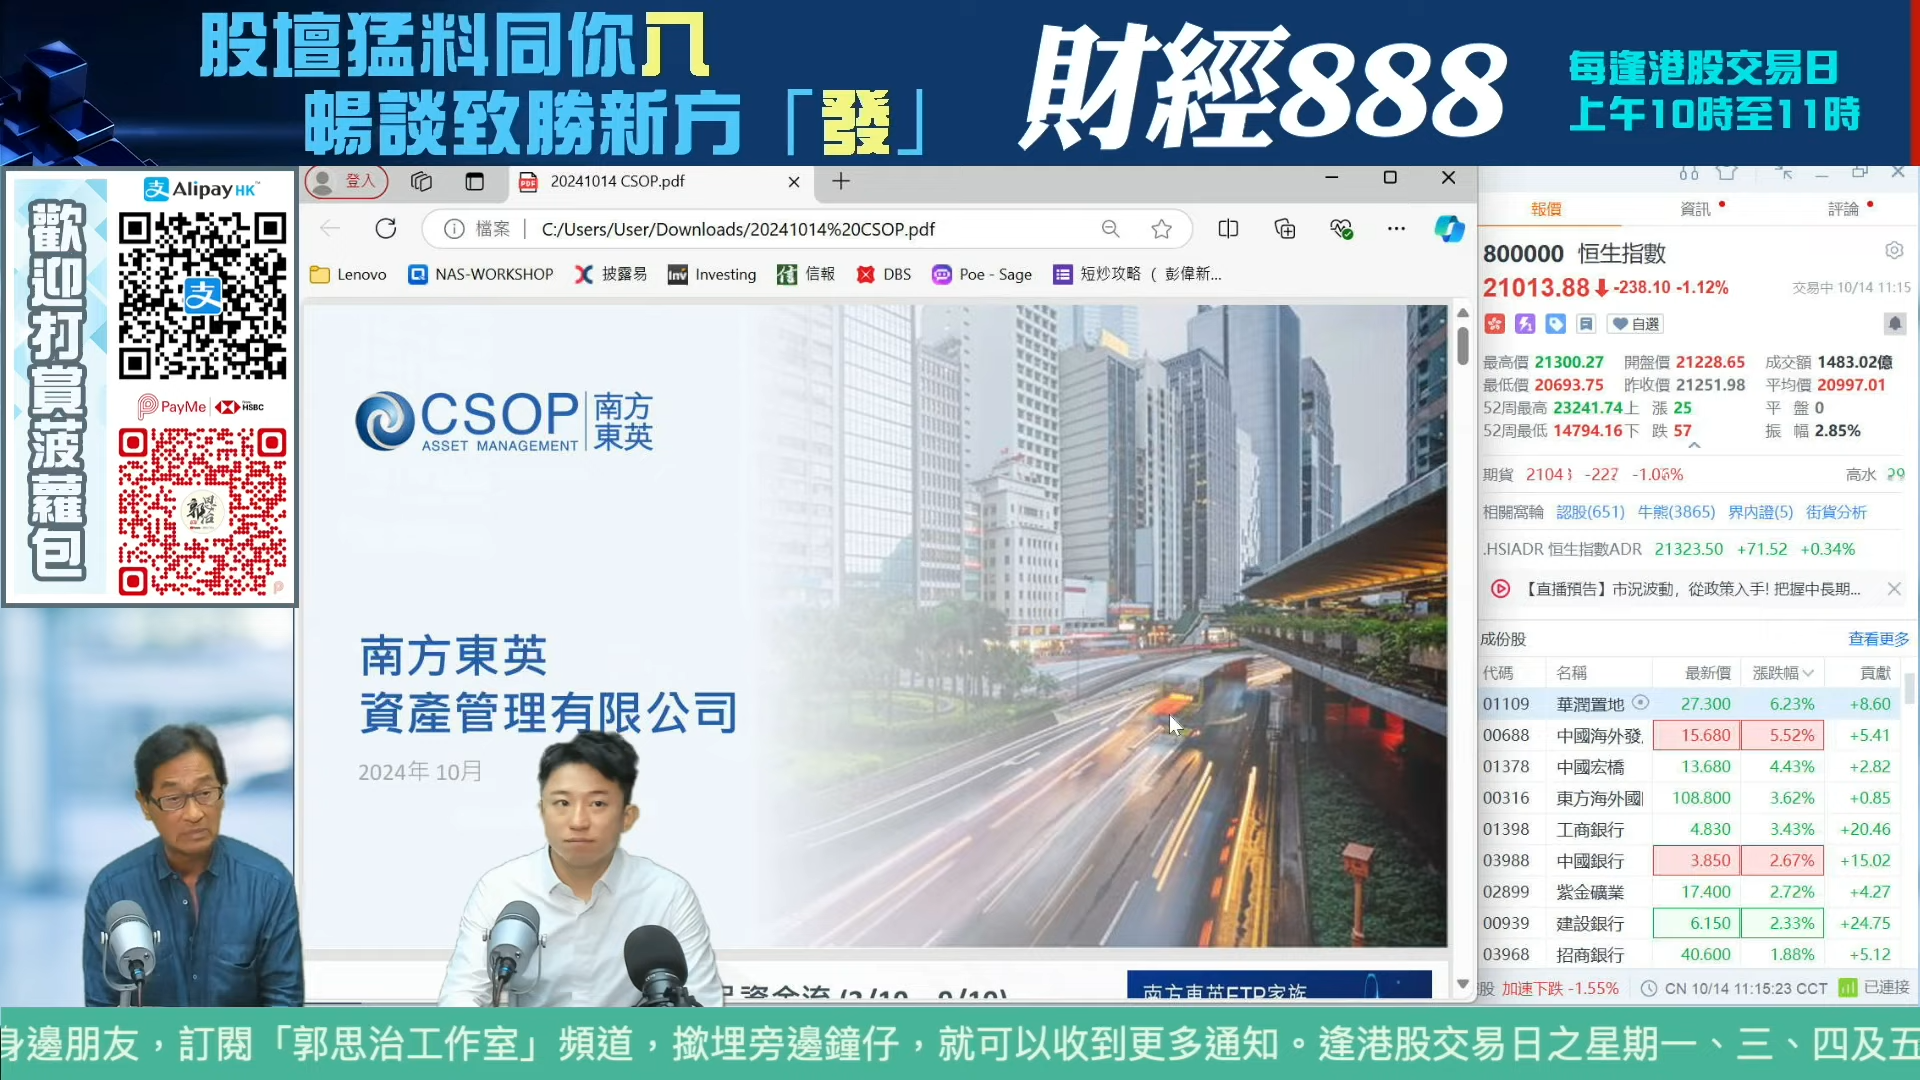 股壇猛料同你八
暢談致勝新方「發」
財經888
每逢港股交易日
上午10時至11時
歡迎打賞菠蘿包
支 AlipayHK
支
PayMe HSBC
郭思治
登入
20241014 CSOP.pdf
檔案 C:/Users/User/Downloads/20241014%20CSOP.pdf
Lenovo NAS-WORKSHOP 披露易 Investing 信報 DBS Poe - Sage 短炒攻略（ 彭偉新...
CSOP 南方東英
ASSET MANAGEMENT
南方東英
資產管理有限公司
2024年 10月
南方東英ETP家族
報價 資訊 評論
800000 恒生指數
21013.88 -238.10 -1.12% 交易中 10/14 11:15
自選
最高價 21300.27 開盤價 21228.65 成交額 1483.02億
最低價 20693.75 昨收價 21251.98 平均價 20997.01
52周最高 23241.74 上 漲 25 平 盤 0
52周最低 14794.16 下 跌 57 振 幅 2.85%
期貨 -227 高水
相關窩輪 認股(651) 牛熊(3865) 界內證(5) 街貨分析
.HSIADR 恒生指數ADR 21323.50 +71.52 +0.34%
【直播預告】市況波動，從政策入手! 把握中長期...
成份股 查看更多
代碼 名稱 最新價 漲跌幅 貢獻
01109 華潤置地 27.300 6.23% +8.60
00688 中國海外發 15.680 5.52% +5.41
01378 中國宏橋 13.680 4.43% +2.82
00316 東方海外國 108.800 3.62% +0.85
01398 工商銀行 4.830 3.43% +20.46
03988 中國銀行 3.850 2.67% +15.02
02899 紫金礦業 17.400 2.72% +4.27
00939 建設銀行 6.150 2.33% +24.75
03968 招商銀行 40.600 1.88% +5.12
股 加速下跌 -1.55% CN 10/14 11:15:23 CCT 已連接
身邊朋友，訂閱「郭思治工作室」頻道，撳埋旁邊鐘仔，就可以收到更多通知。逢港股交易日之星期一、三、四及五